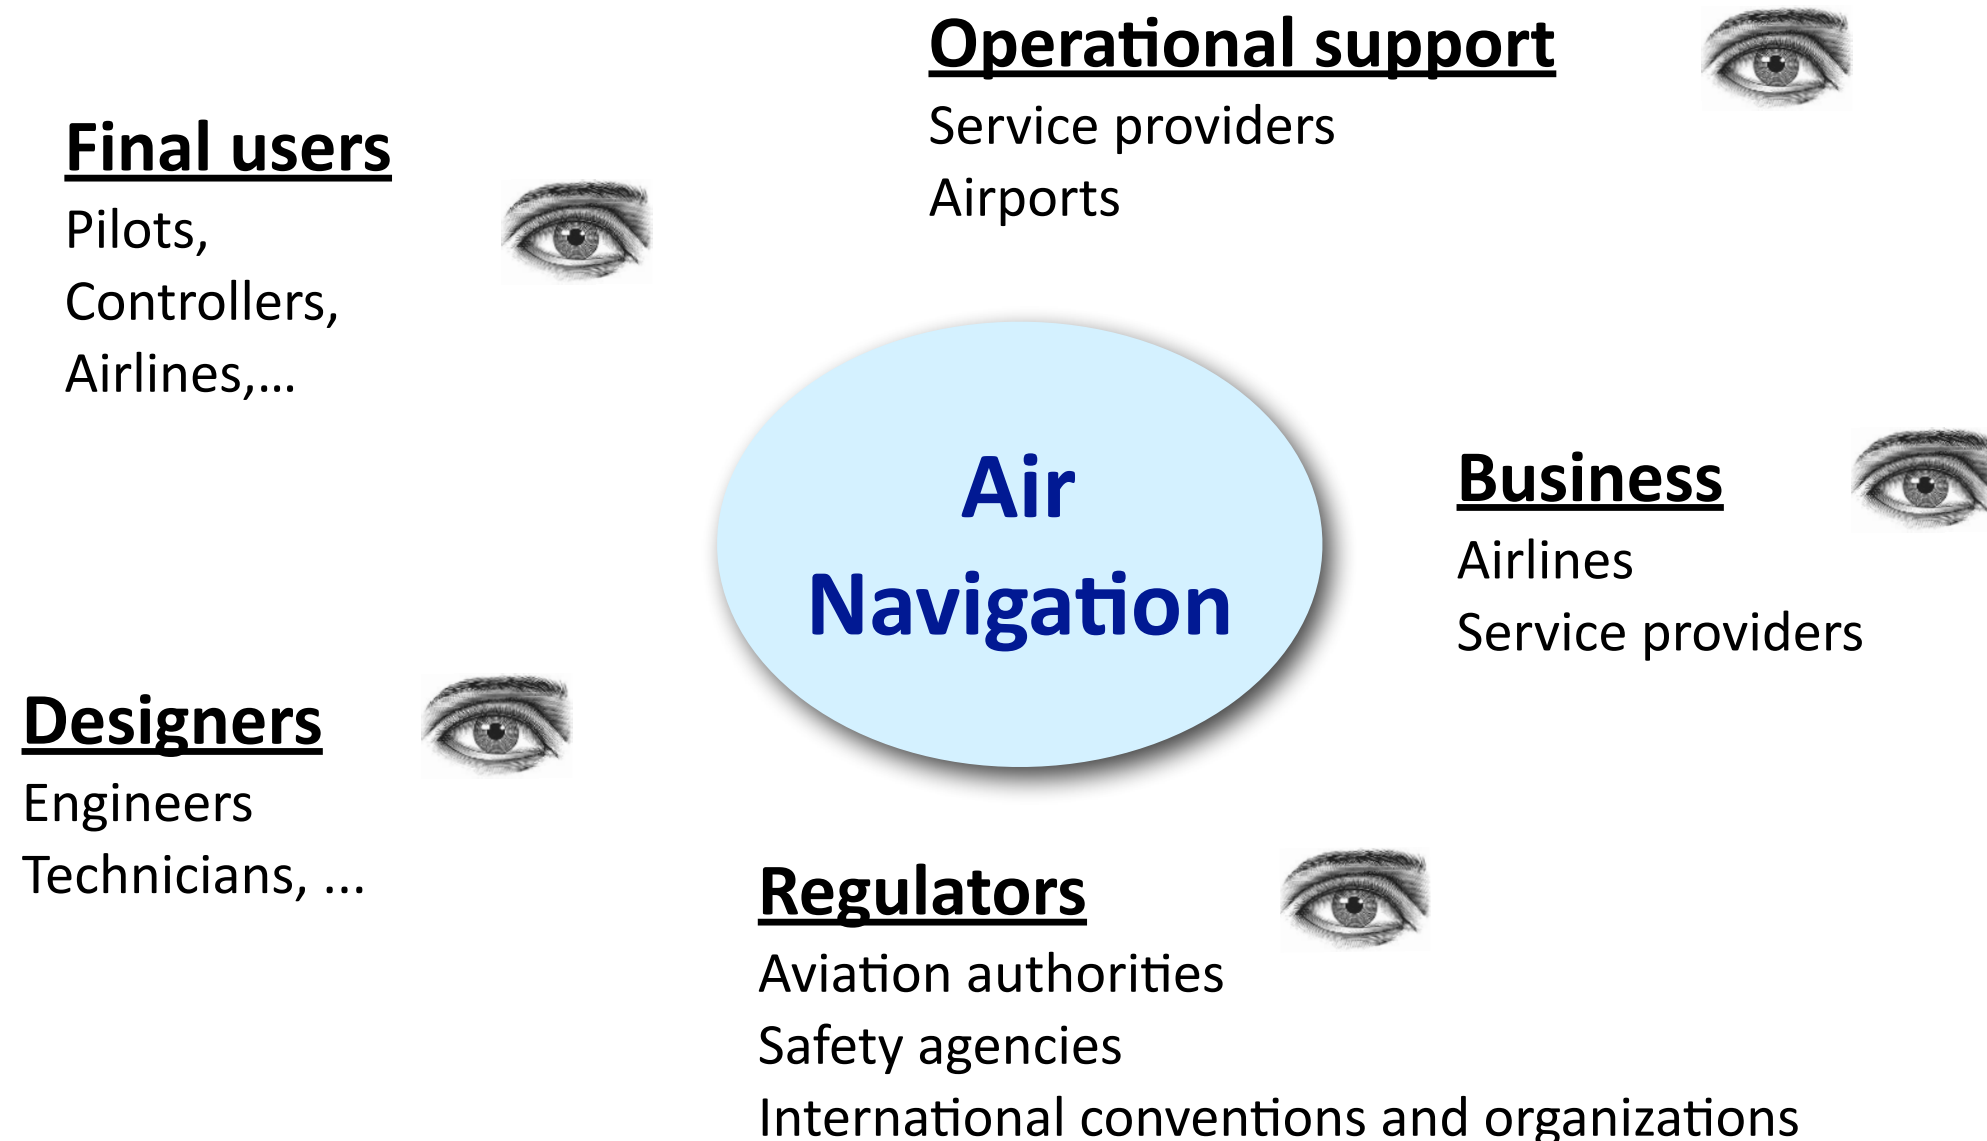 Operational support
Service providers
Airports
Final users
Pilots,
Controllers,
Airlines,...
Air
Navigation
Business
Airlines
Service providers
Designers
Engineers
Technicians, ...
Regulators
Aviation authorities
Safety agencies
International conventions and organizations